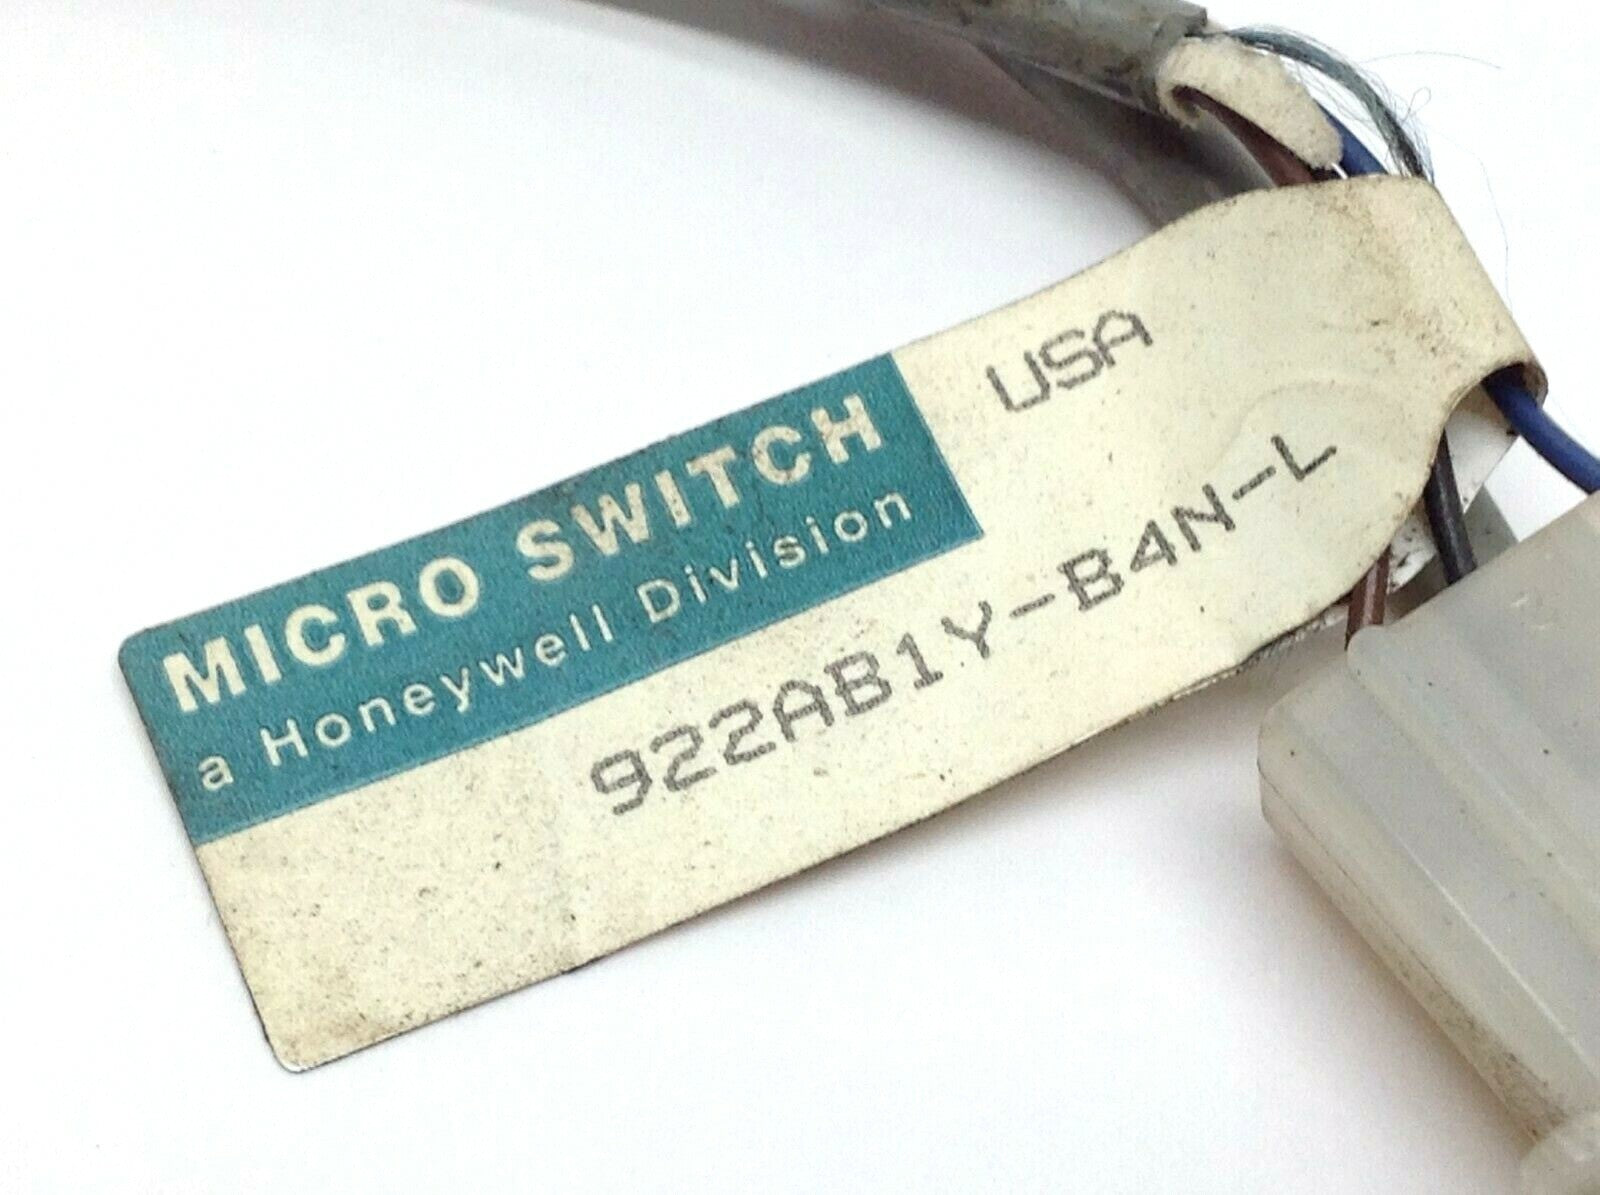 MICRO SWITCH
a Honeywell Division
USA
922AB1Y-B4N-L